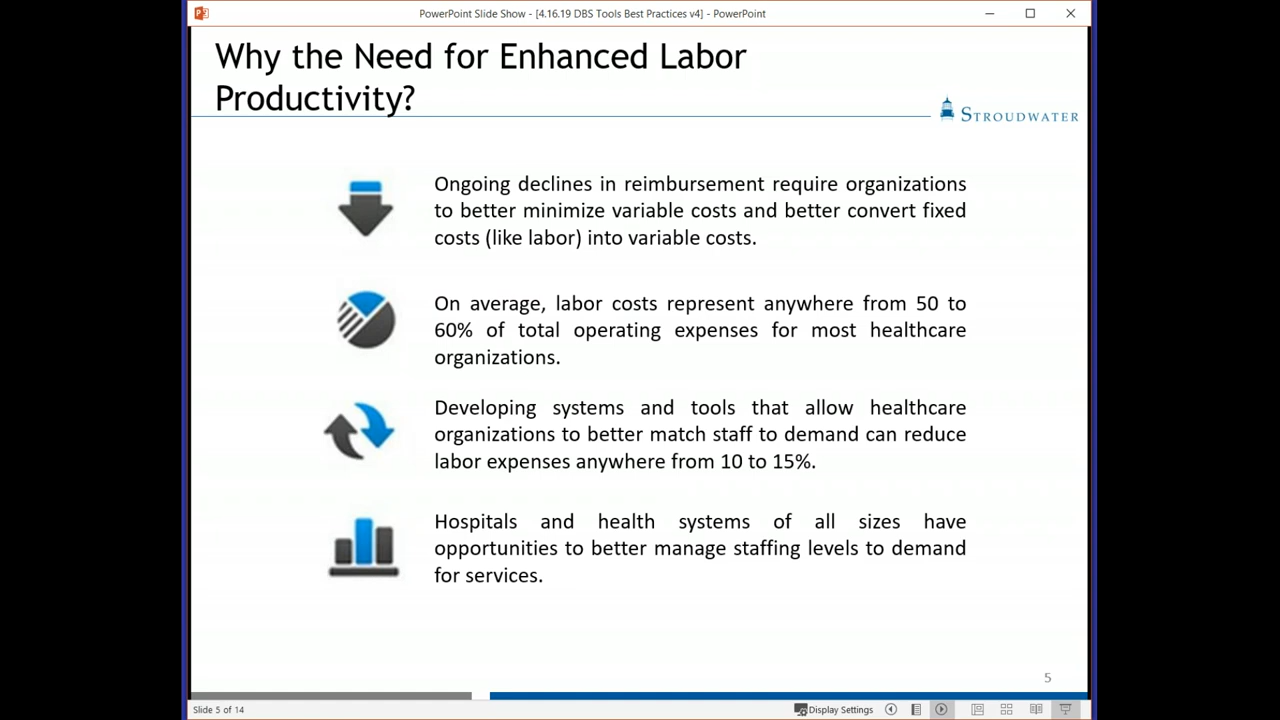 PowerPoint Slide Show - [4.16.19 DBS Tools Best Practices v4] - PowerPoint
Why the Need for Enhanced Labor
Productivity?
STROUDWATER
Ongoing declines in reimbursement require organizations
to better minimize variable costs and better convert fixed
costs (like labor) into variable costs.
On average, labor costs represent anywhere from 50 to
60% of total operating expenses for most healthcare
organizations.
Developing systems and tools that allow healthcare
organizations to better match staff to demand can reduce
labor expenses anywhere from 10 to 15%.
Hospitals and health systems of all sizes have
opportunities to better manage staffing levels to demand
for services.
5
Slide 5 of 14
Display Settings